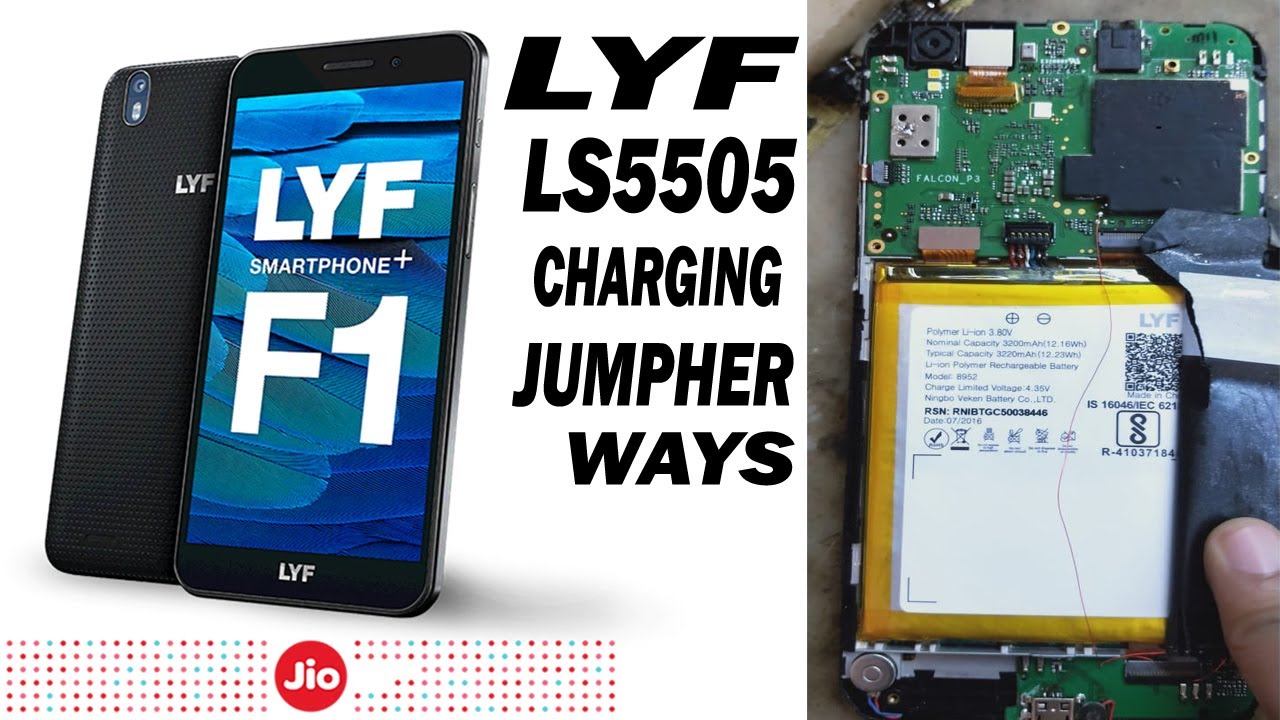 LYF
LYF
SMARTPHONE+
F1
LYF
Jio
LYF
LS5505
CHARGING
JUMPHER
WAYS
FALCON_P3
LYF
Polymer Li-ion 3.80V
Nominal Capacity 3200mAh(12.16Wh)
Typical Capacity 3220mAh(12.23Wh)
Li-ion Polymer Rechargeable Battery
Model: 8952
Charge Limited Voltage: 4.35V
Ningbo Veken Battery Co.,LTD.
Made in
RSN: RNIBTGC50038446
Date:07/2016
IS 16046/IEC 621
R-41037184